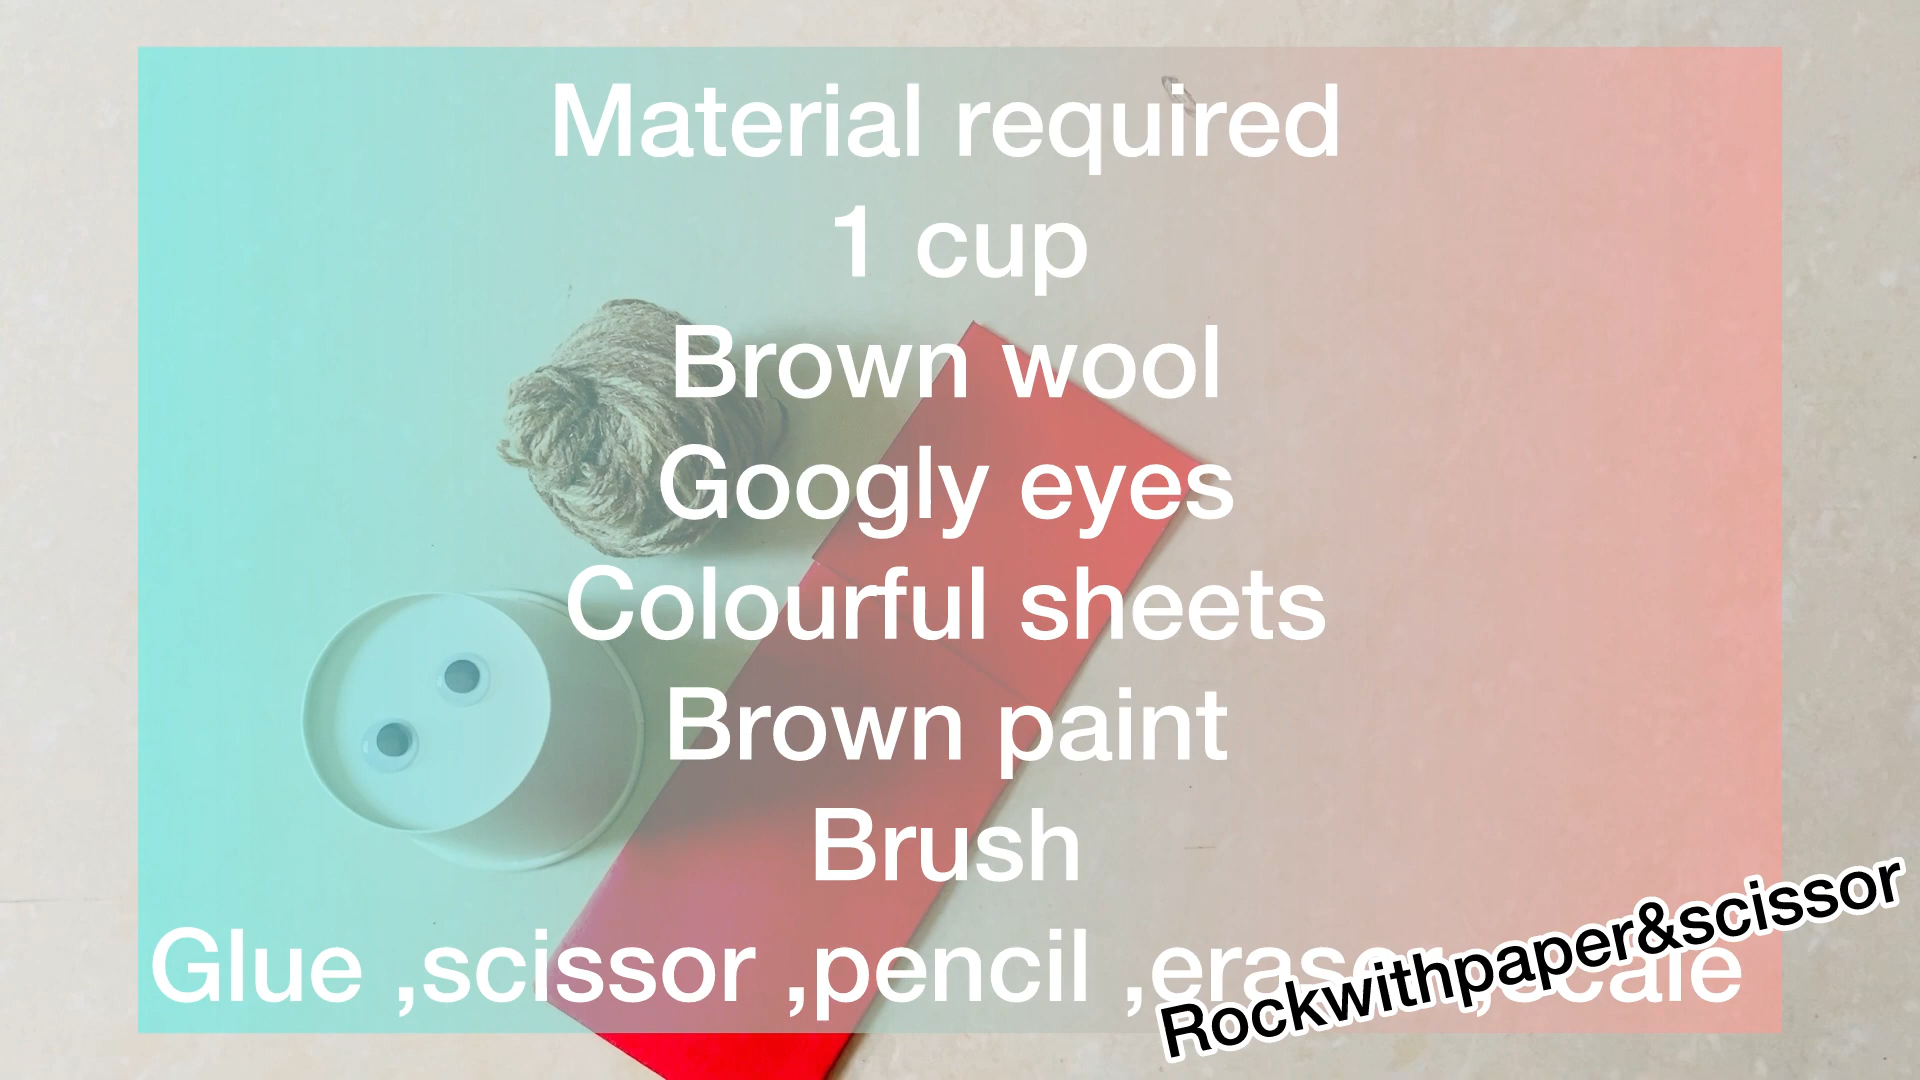 Material required
1 cup
Brown wool
Googly eyes
Colourful sheets
Brown paint
Brush
Glue ,scissor ,pencil ,eraser ,scale
Rockwithpaper&scissor